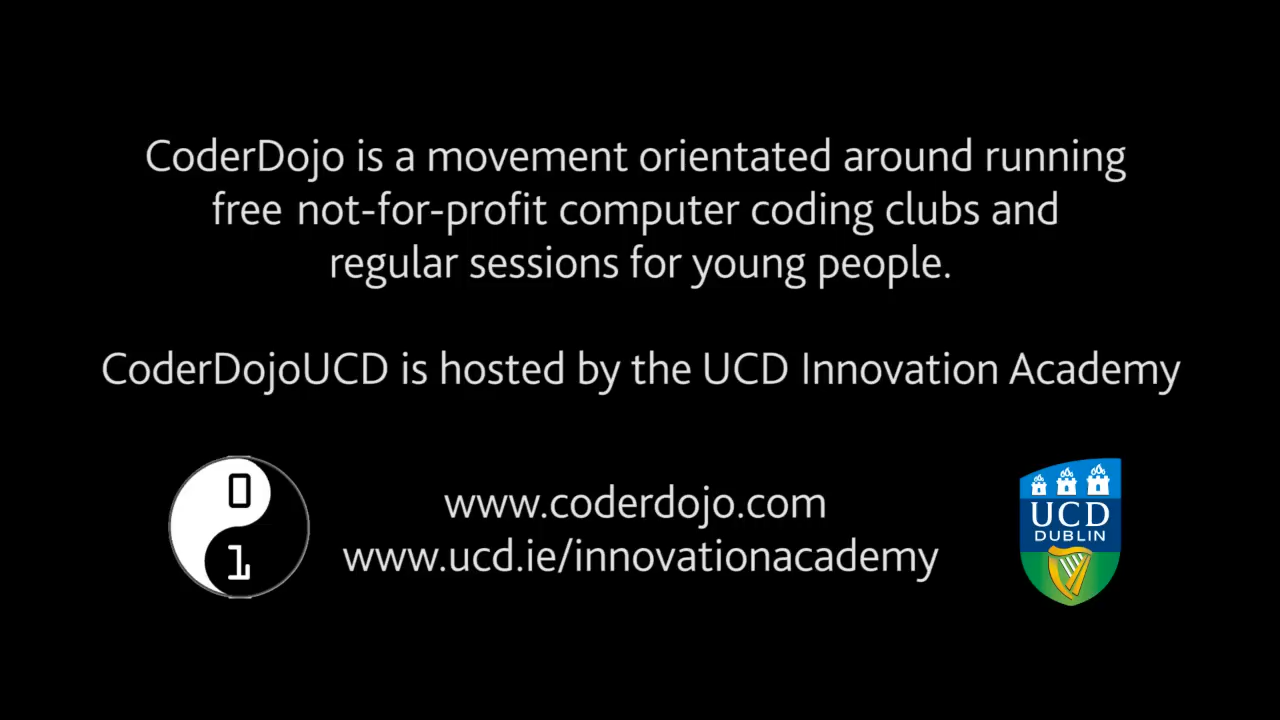 CoderDojo is a movement orientated around running
free not-for-profit computer coding clubs and
regular sessions for young people.
CoderDojoUCD is hosted by the UCD Innovation Academy
0
1
www.coderdojo.com
www.ucd.ie/innovationacademy
UCD
DUBLIN